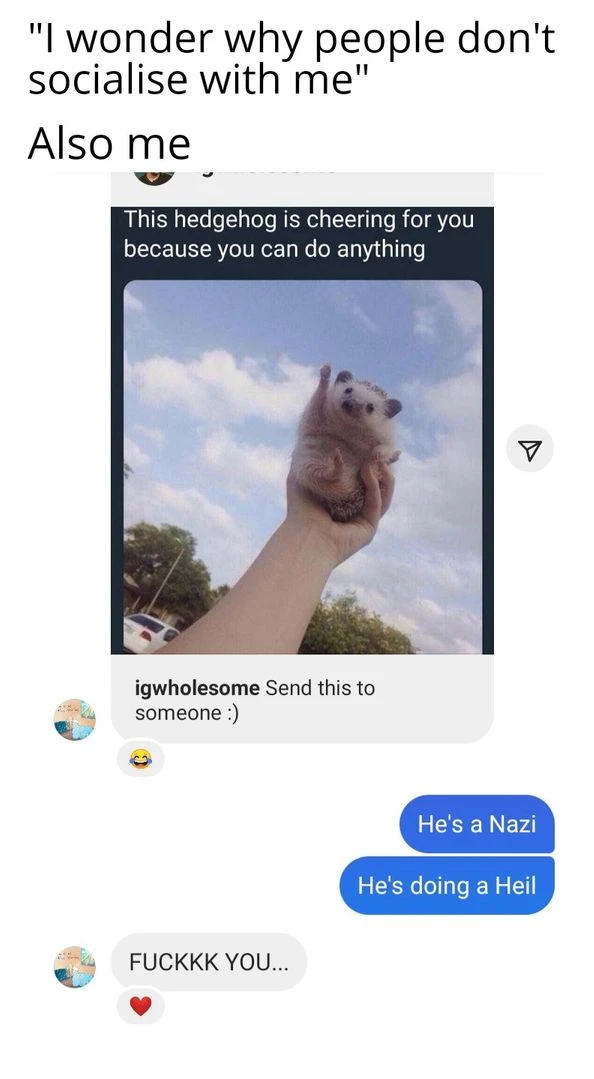 "I wonder why people don't
socialise with me"
Also me
This hedgehog is cheering for you
because you can do anything
igwholesome Send this to
someone :)
He's a Nazi
He's doing a Heil
FUCKKK YOU...